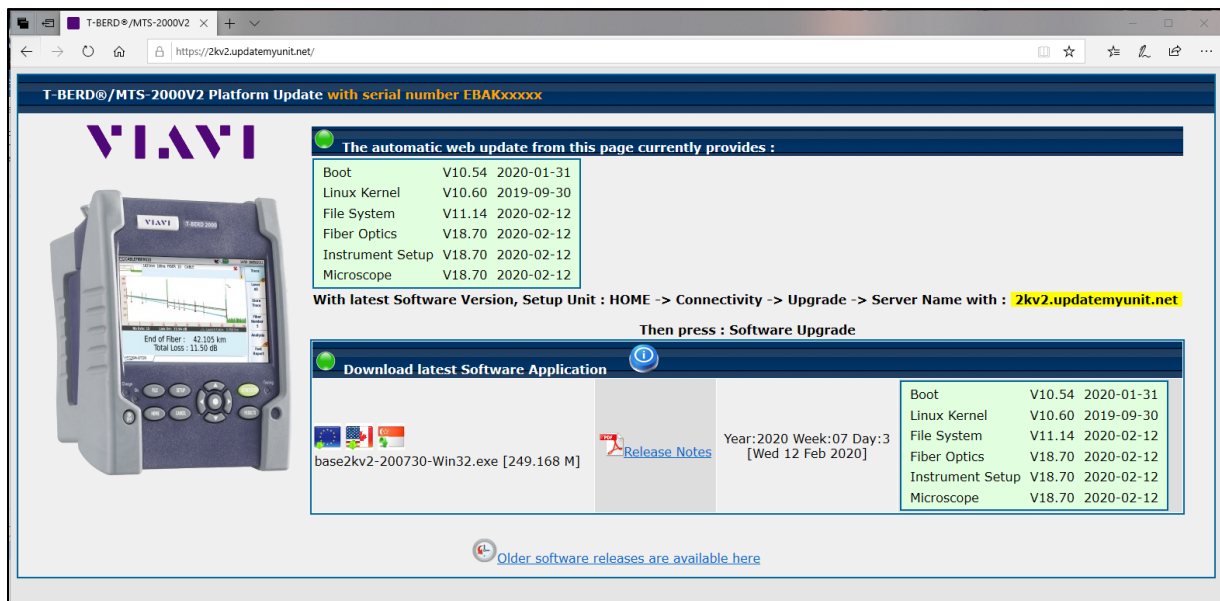 T-BERD®/MTS-2000V2
https://2kv2.updatemyunit.net/
T-BERD®/MTS-2000V2 Platform Update with serial number EBAKxxxxx
VIAVI
The automatic web update from this page currently provides :
Boot V10.54 2020-01-31
Linux Kernel V10.60 2019-09-30
File System V11.14 2020-02-12
Fiber Optics V18.70 2020-02-12
Instrument Setup V18.70 2020-02-12
Microscope V18.70 2020-02-12
With latest Software Version, Setup Unit : HOME -> Connectivity -> Upgrade -> Server Name with : 2kv2.updatemyunit.net
Then press : Software Upgrade
VIAVI T-BERD 2000
End of Fiber : 42.105 km
Total Loss : 11.50 dB
FILE SETUP
HOME CANCEL
Download latest Software Application
base2kv2-200730-Win32.exe [249.168 M]
PDF
Release Notes
Year:2020 Week:07 Day:3
[Wed 12 Feb 2020]
Boot V10.54 2020-01-31
Linux Kernel V10.60 2019-09-30
File System V11.14 2020-02-12
Fiber Optics V18.70 2020-02-12
Instrument Setup V18.70 2020-02-12
Microscope V18.70 2020-02-12
Older software releases are available here